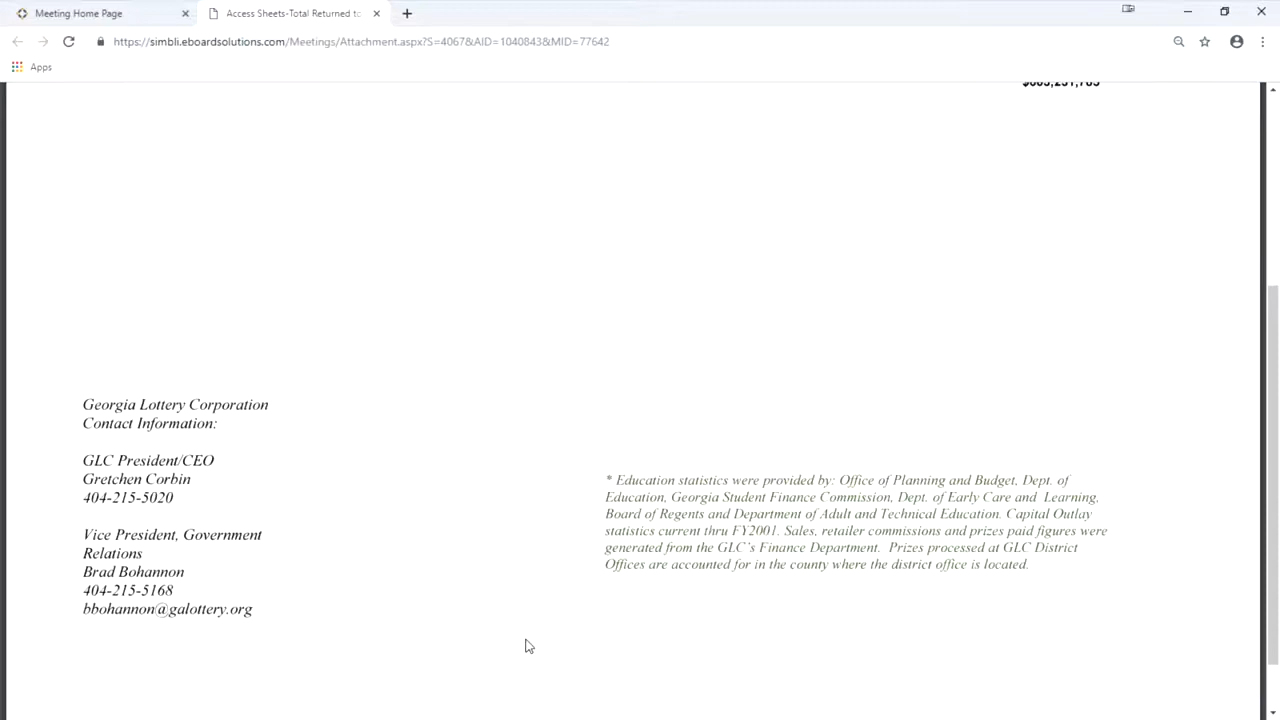 Meeting Home Page
Access Sheets-Total Returned to
https://simbli.eboardsolutions.com/Meetings/Attachment.aspx?S=4067&AID=1040843&MID=77642
Apps
Georgia Lottery Corporation
Contact Information:
GLC President/CEO
Gretchen Corbin
404-215-5020
Vice President, Government
Relations
Brad Bohannon
404-215-5168
bbohannon@galottery.org
* Education statistics were provided by: Office of Planning and Budget, Dept. of
Education, Georgia Student Finance Commission, Dept. of Early Care and Learning,
Board of Regents and Department of Adult and Technical Education. Capital Outlay
statistics current thru FY2001. Sales, retailer commissions and prizes paid figures were
generated from the GLC's Finance Department. Prizes processed at GLC District
Offices are accounted for in the county where the district office is located.